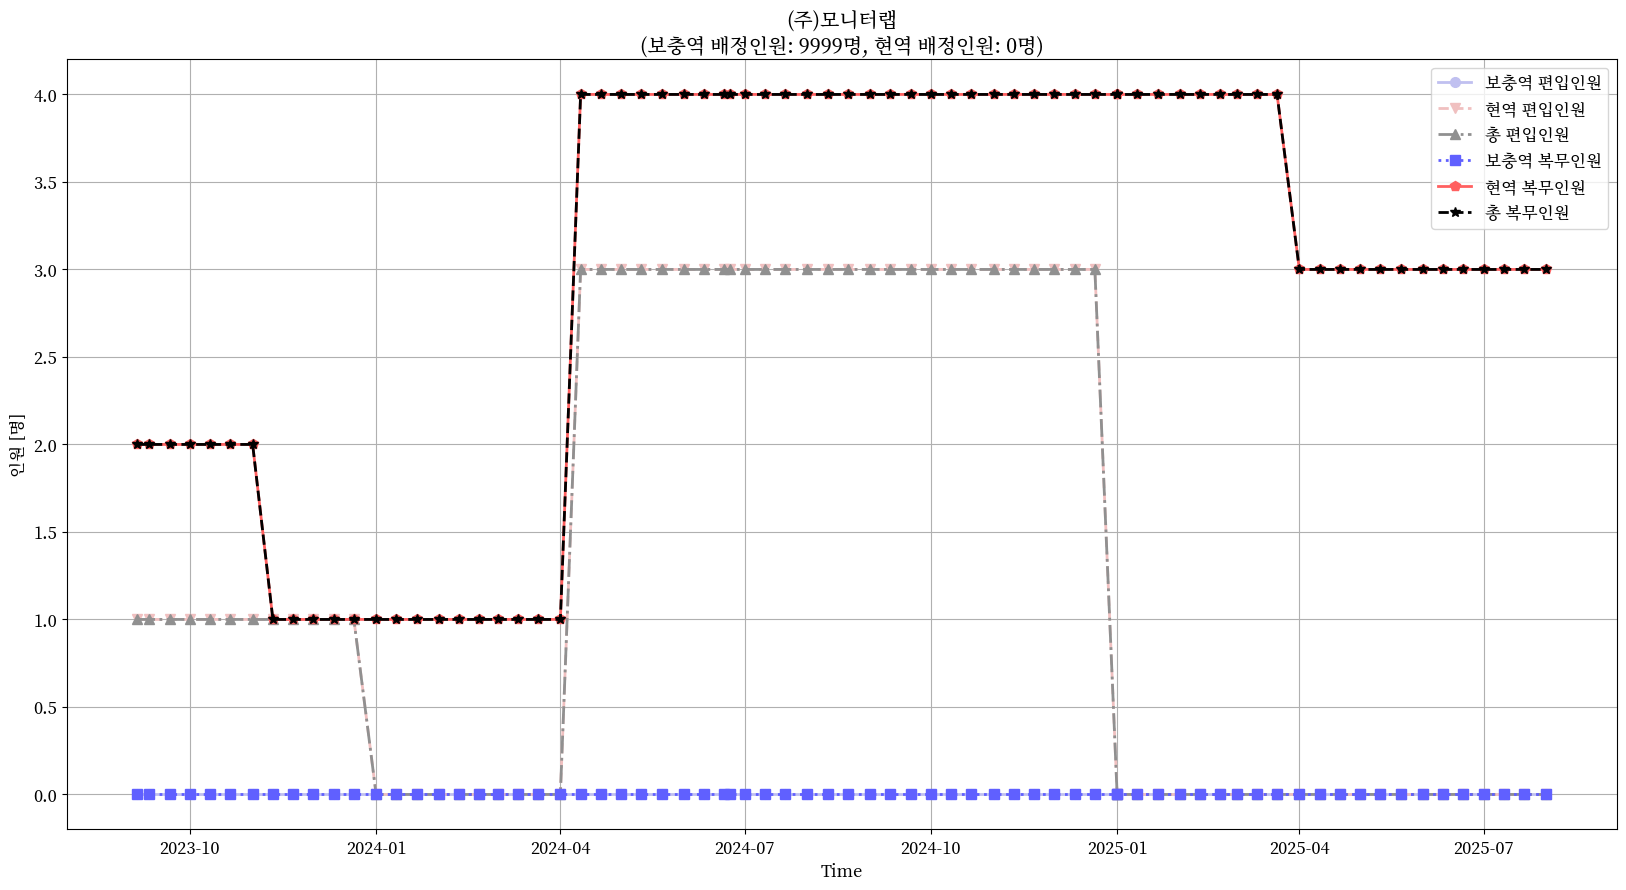 (주)모니터랩
(보충역 배정인원: 9999명, 현역 배정인원: 0명)
보충역 편입인원
현역 편입인원
총 편입인원
보충역 복무인원
현역 복무인원
총 복무인원
인원 [명]
4.0
3.5
3.0
2.5
2.0
1.5
1.0
0.5
0.0
2023-10
2024-01
2024-04
2024-07
2024-10
2025-01
2025-04
2025-07
Time